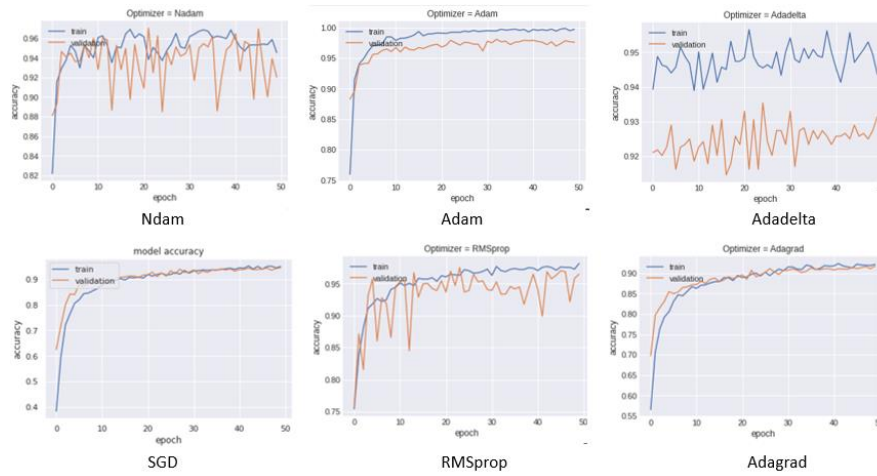 Optimizer = Nadam
train
validation
accuracy
0.96
0.94
0.92
0.90
0.88
0.86
0.84
0.82
0 10 20 30 40 50
epoch
Ndam
Optimizer = Adam
train
validation
accuracy
1.00
0.95
0.90
0.85
0.80
0.75
0 10 20 30 40 50
epoch
Adam
Optimizer = Adadelta
train
validation
accuracy
0.95
0.94
0.93
0.92
0 10 20 30 40 50
epoch
Adadelta
model accuracy
train
validation
accuracy
0.9
0.8
0.7
0.6
0.5
0.4
0 10 20 30 40 50
epoch
SGD
Optimizer = RMSprop
train
validation
accuracy
0.95
0.90
0.85
0.80
0.75
0 10 20 30 40 50
epoch
RMSprop
Optimizer = Adagrad
train
validation
accuracy
0.90
0.85
0.80
0.75
0.70
0.65
0.60
0.55
0 10 20 30 40 50
epoch
Adagrad